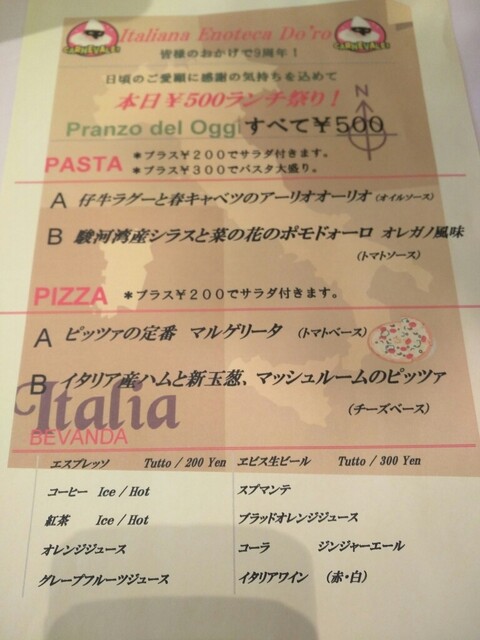 CARNEVALE! Italiana Enoteca Do'ro CARNEVALE!
皆様のおかげで9周年！
日頃のご愛顧に感謝の気持ちを込めて
本日￥500ランチ祭り！
N
Pranzo del Oggiすべて￥500
PASTA ＊プラス￥200でサラダ付きます。
＊プラス￥300でパスタ大盛り。
A 仔牛ラグーと春キャベツのアーリオオーリオ（オイルソース）
B 駿河湾産シラスと菜の花のポモドォーロ オレガノ風味
（トマトソース）
PIZZA ＊プラス￥200でサラダ付きます。
A ピッツァの定番 マルゲリータ （トマトベース）
B イタリア産ハムと新玉葱、マッシュルームのピッツァ
（チーズベース）
Italia
BEVANDA
エスプレッソ Tutto / 200 Yen
コーヒー Ice / Hot
紅茶 Ice / Hot
オレンジジュース
グレープフルーツジュース
ヱビス生ビール Tutto / 300 Yen
スプマンテ
ブラッドオレンジジュース
コーラ ジンジャーエール
イタリアワイン （赤・白）